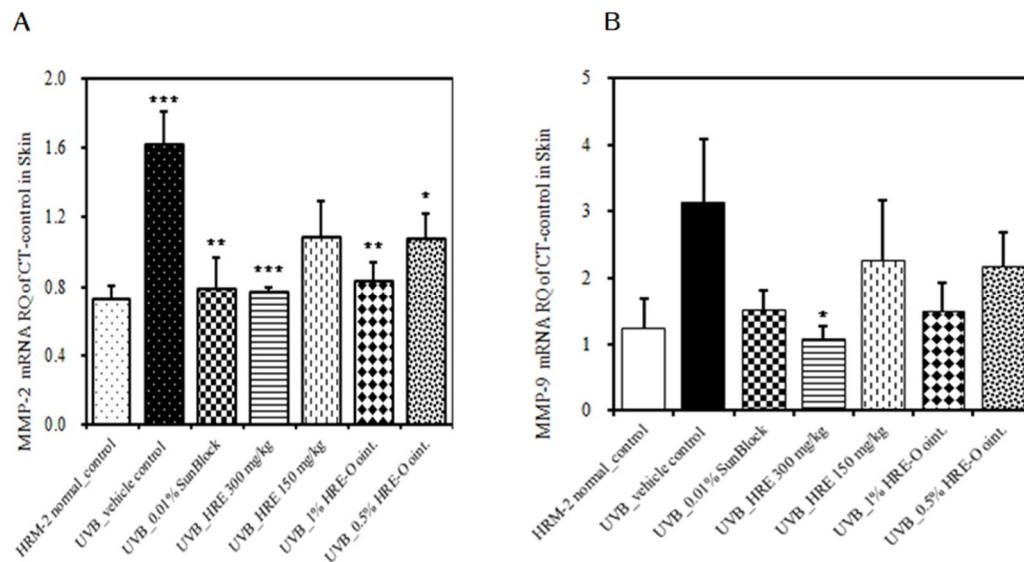 A
MMP-2 mRNA RQ of CT-control in Skin
2.0
1.6
1.2
0.8
0.4
0.0
***
**
***
**
*
HRM-2 normal_control
UVB_vehicle control
UVB_0.01% SunBlock
UVB_HRE 300 mg/kg
UVB_HRE 150 mg/kg
UVB_1% HRE-O oint.
UVB_0.5% HRE-O oint.
B
MMP-9 mRNA RQ of CT-control in Skin
5
4
3
2
1
0
*
HRM-2 normal_control
UVB_vehicle control
UVB_0.01% SunBlock
UVB_HRE 300 mg/kg
UVB_HRE 150 mg/kg
UVB_1% HRE-O oint.
UVB_0.5% HRE-O oint.